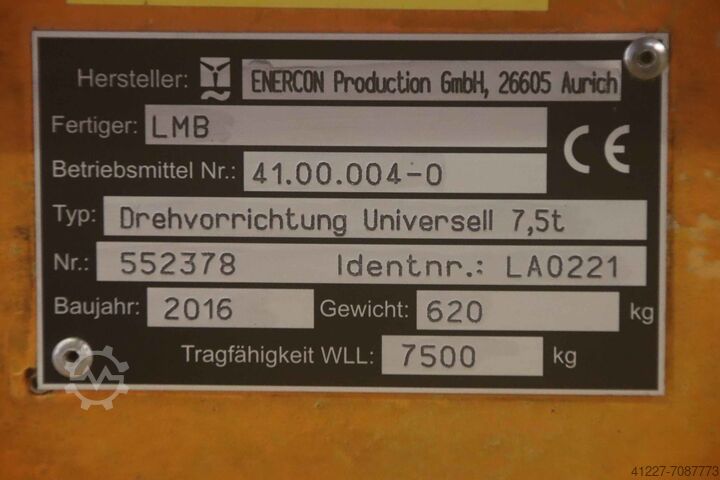 Hersteller: ENERCON Production GmbH, 26605 Aurich
Fertiger: LMB
Betriebsmittel Nr.: 41.00.004-0
CE
Typ: Drehvorrichtung Universell 7,5t
Nr.: 552378 Identnr.: LA0221
Baujahr: 2016 Gewicht: 620 kg
Tragfähigkeit WLL: 7500 kg
41227-7087773